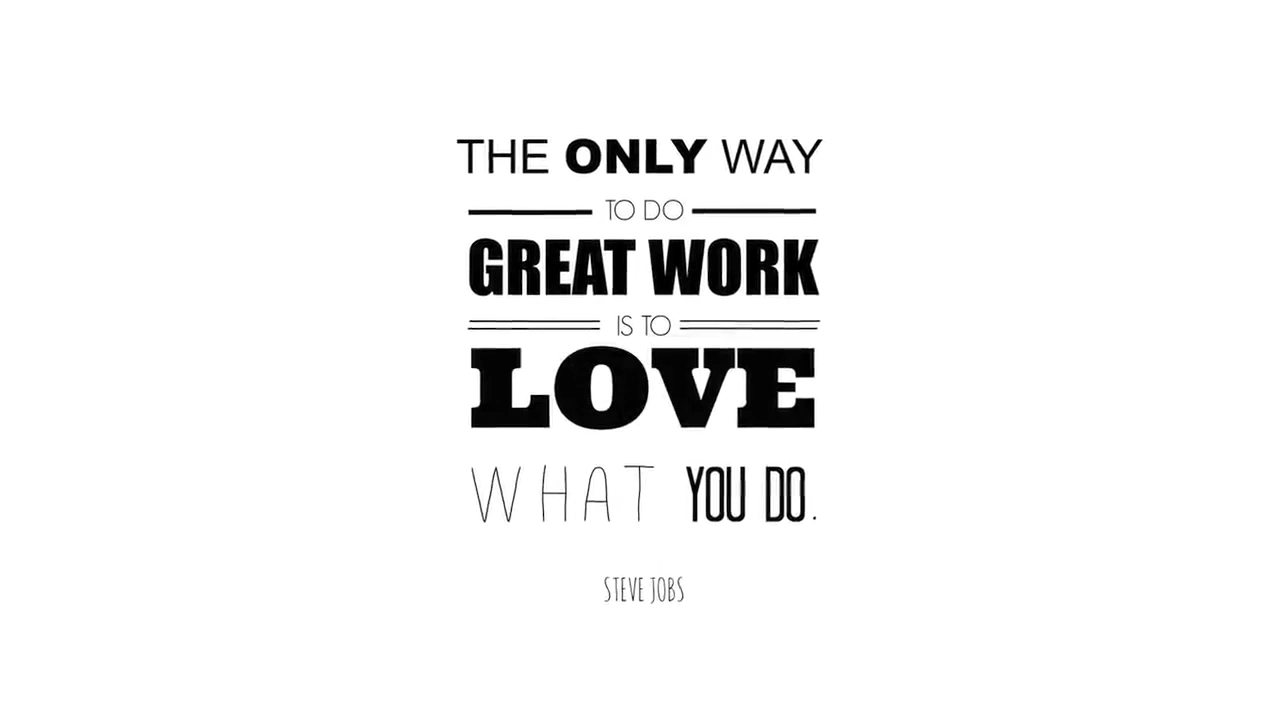 THE ONLY WAY
TO DO
GREAT WORK
IS TO
LOVE
WHAT YOU DO.
STEVE JOBS